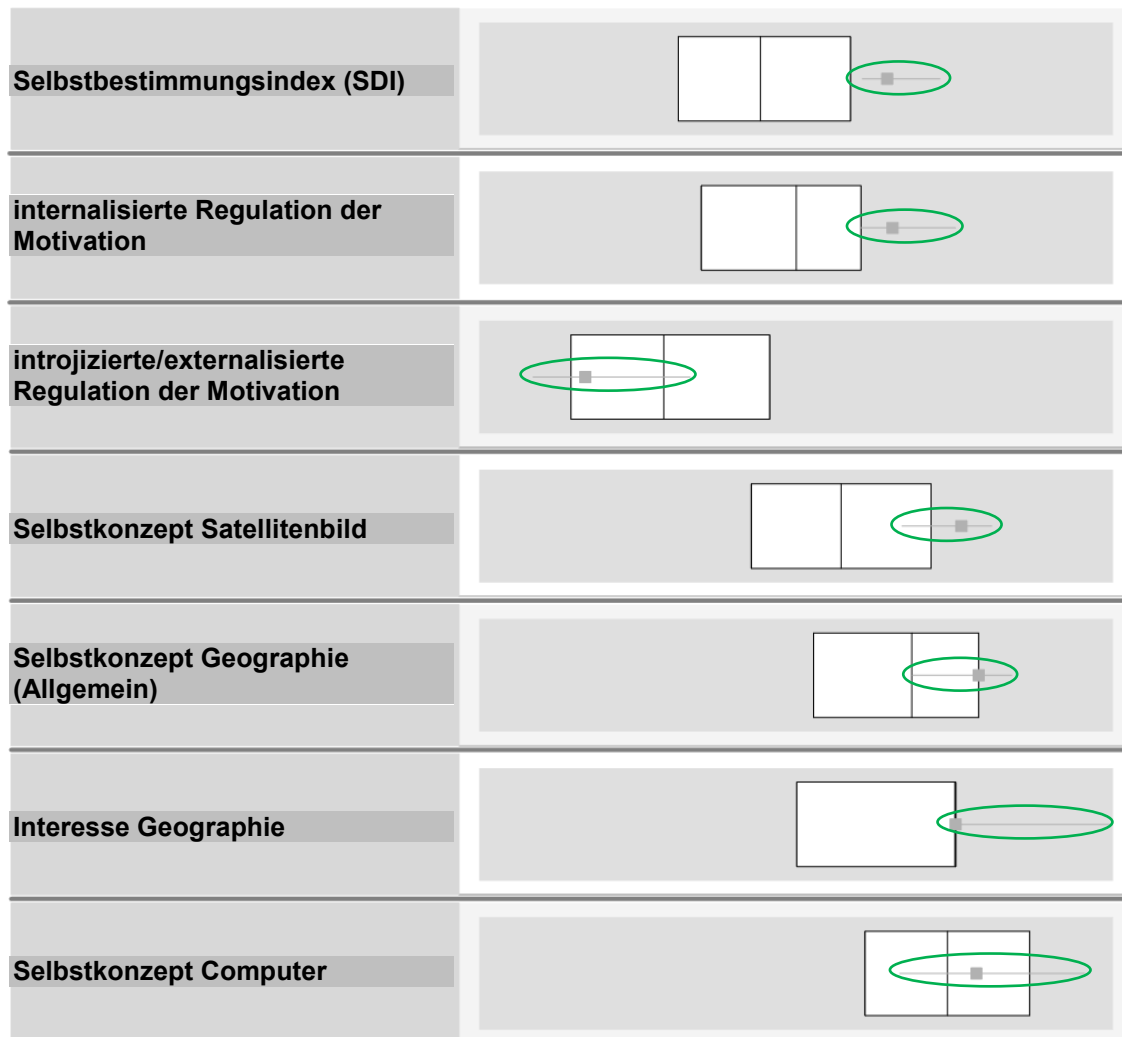 Selbstbestimmungsindex (SDI)
internalisierte Regulation der
Motivation
introjizierte/externalisierte
Regulation der Motivation
Selbstkonzept Satellitenbild
Selbstkonzept Geographie
(Allgemein)
Interesse Geographie
Selbstkonzept Computer